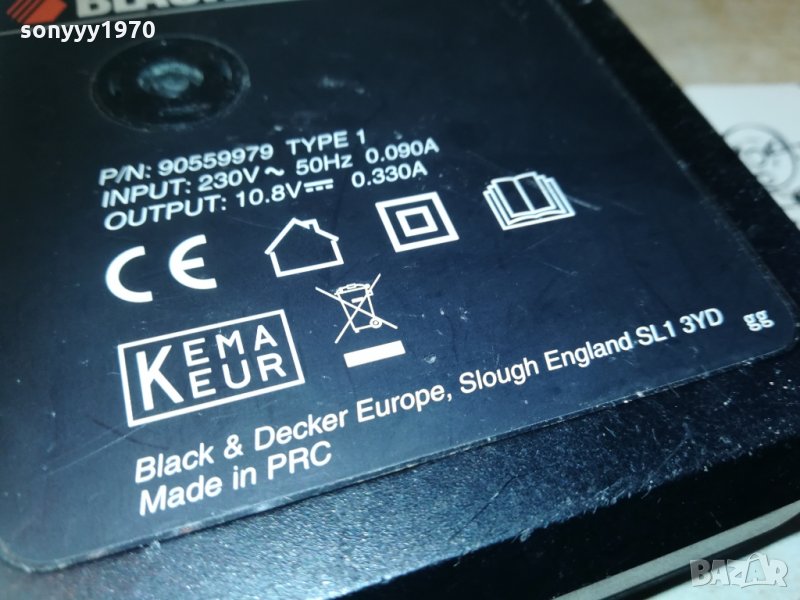 sonyyy1970
P/N: 90559979 TYPE 1
INPUT: 230V ~ 50Hz 0.090A
OUTPUT: 10.8V⎓ 0.330A
CE
KEMA
KEUR
Black & Decker Europe, Slough England SL1 3YD gg
Made in PRC
BAZAR